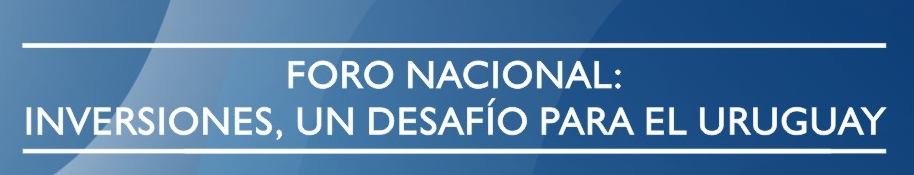 FORO NACIONAL:
INVERSIONES, UN DESAFÍO PARA EL URUGUAY